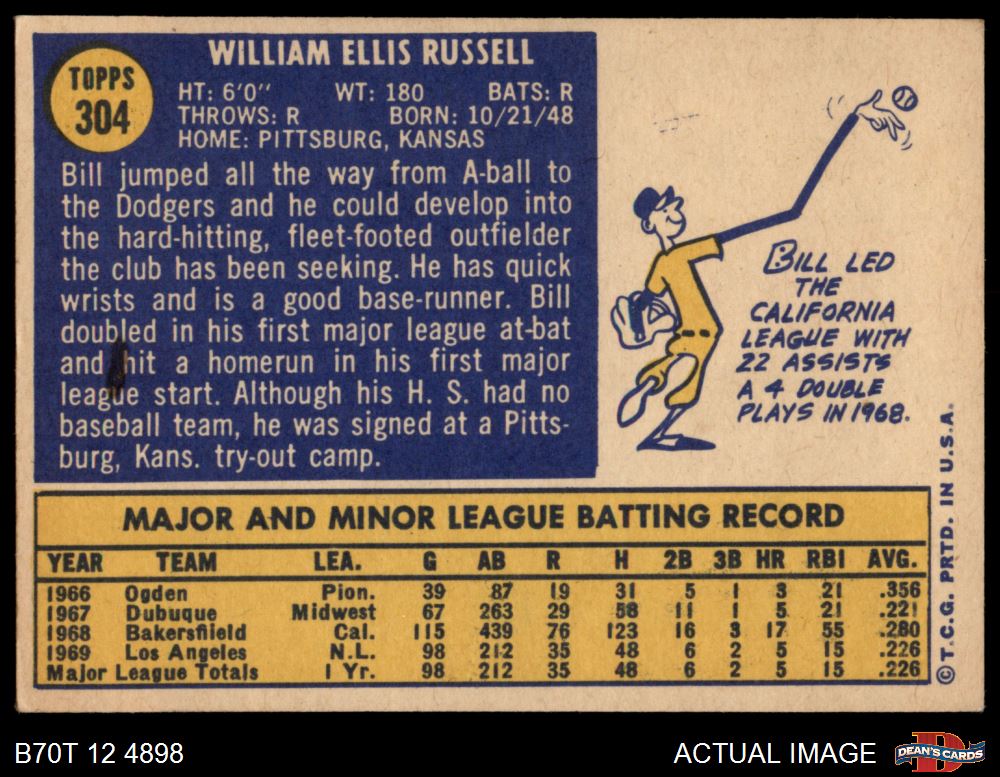 TOPPS
304
WILLIAM ELLIS RUSSELL
HT: 6'0" WT: 180 BATS: R
THROWS: R BORN: 10/21/48
HOME: PITTSBURG, KANSAS
Bill jumped all the way from A-ball to
the Dodgers and he could develop into
the hard-hitting, fleet-footed outfielder
the club has been seeking. He has quick
wrists and is a good base-runner. Bill
doubled in his first major league at-bat
and hit a homerun in his first major
league start. Although his H. S. had no
baseball team, he was signed at a Pitts-
burg, Kans. try-out camp.
BILL LED
THE
CALIFORNIA
LEAGUE WITH
22 ASSISTS
A 4 DOUBLE
PLAYS IN 1968.
MAJOR AND MINOR LEAGUE BATTING RECORD
YEAR TEAM LEA. G AB R H 2B 3B HR RBI AVG.
1966 Ogden Pion. 39 87 19 31 5 1 3 21 .356
1967 Dubuque Midwest 67 263 29 58 11 1 5 21 .221
1968 Bakersfiield Cal. 115 439 76 123 16 3 17 55 .280
1969 Los Angeles N.L. 98 212 35 48 6 2 5 15 .226
Major League Totals 1 Yr. 98 212 35 48 6 2 5 15 .226
© T.C.G. PRTD. IN U.S.A.
B70T 12 4898
ACTUAL IMAGE
D
DEAN'S CARDS